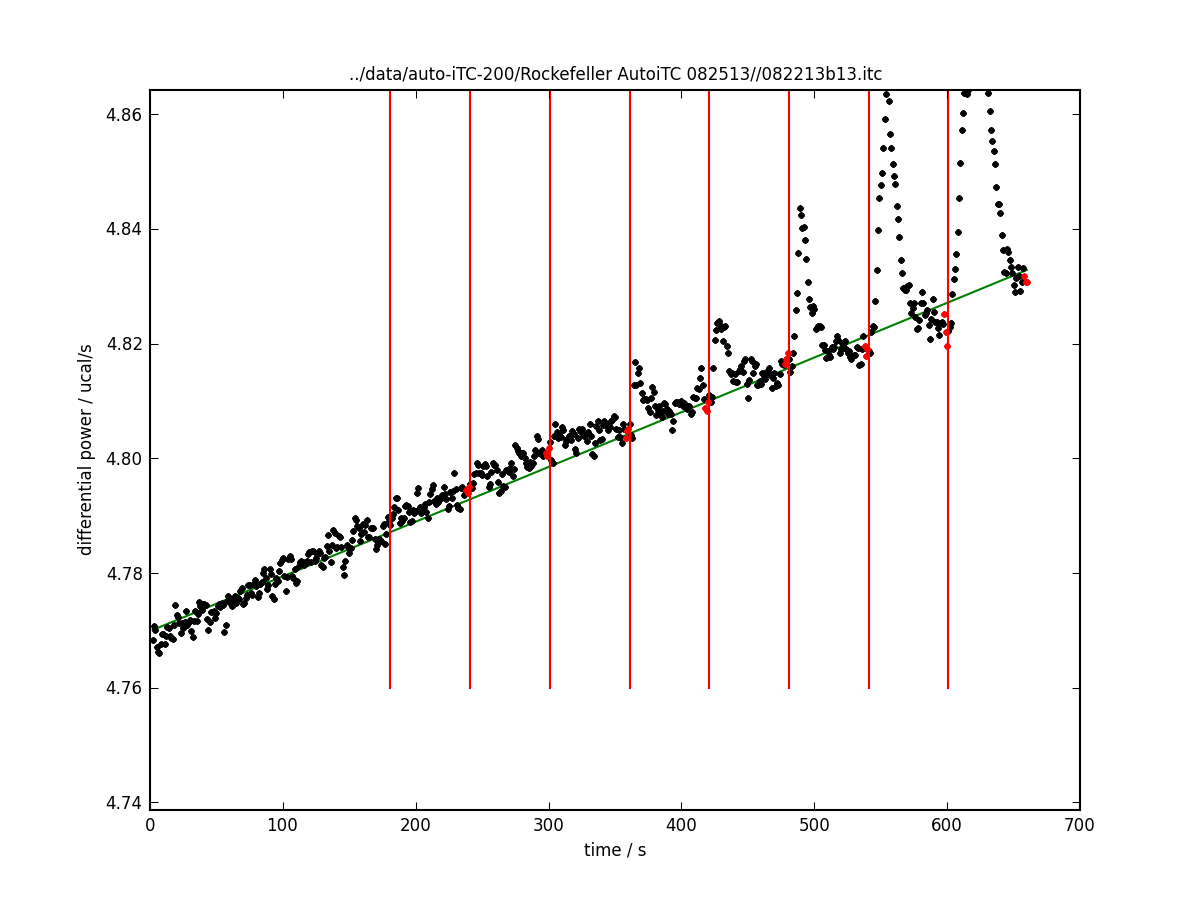 ../data/auto-iTC-200/Rockefeller AutoiTC 082513//082213b13.itc
4.86
4.84
4.82
4.80
4.78
4.76
4.74
differential power / ucal/s
0 100 200 300 400 500 600 700
time / s